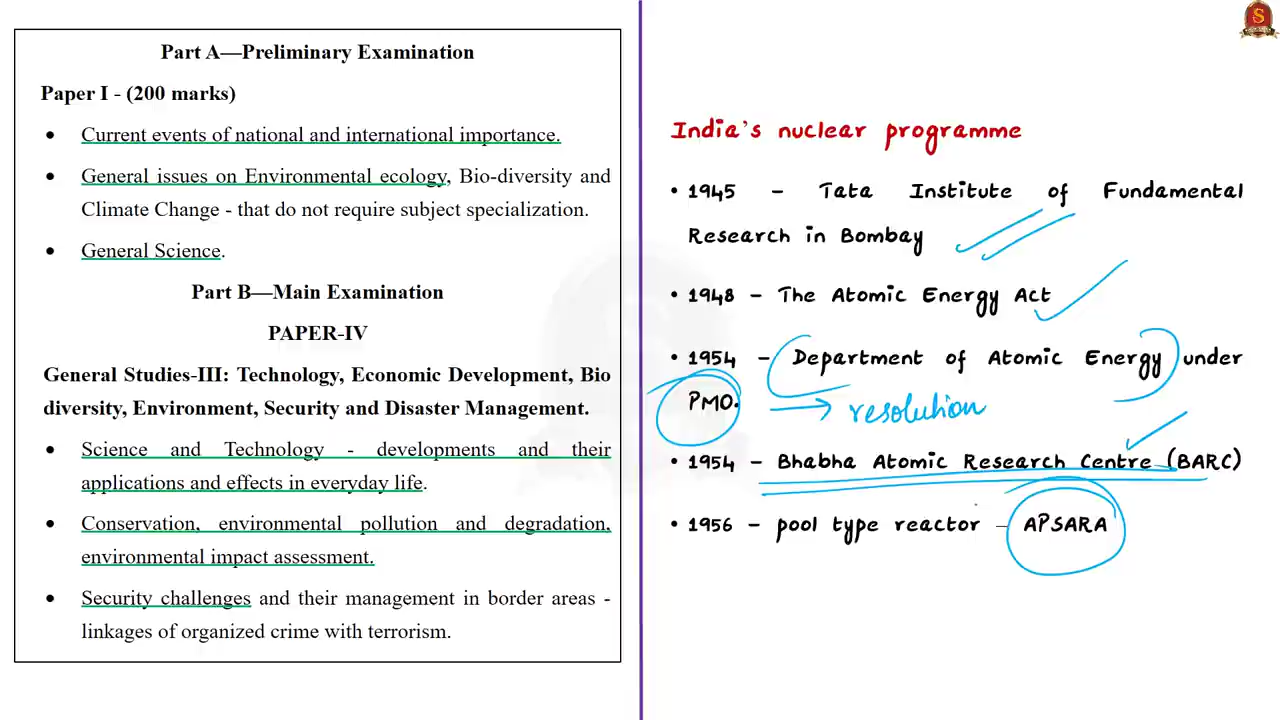 Part A—Preliminary Examination
Paper I - (200 marks)
• Current events of national and international importance.
• General issues on Environmental ecology, Bio-diversity and
Climate Change - that do not require subject specialization.
• General Science.
Part B—Main Examination
PAPER-IV
General Studies-III: Technology, Economic Development, Bio
diversity, Environment, Security and Disaster Management.
• Science and Technology - developments and their
applications and effects in everyday life.
• Conservation, environmental pollution and degradation,
environmental impact assessment.
• Security challenges and their management in border areas -
linkages of organized crime with terrorism.
India's nuclear programme
• 1945 - Tata Institute of Fundamental
Research in Bombay
• 1948 - The Atomic Energy Act
• 1954 - Department of Atomic Energy under
PMO. → resolution
• 1954 - Bhabha Atomic Research Centre (BARC)
• 1956 - pool type reactor - APSARA